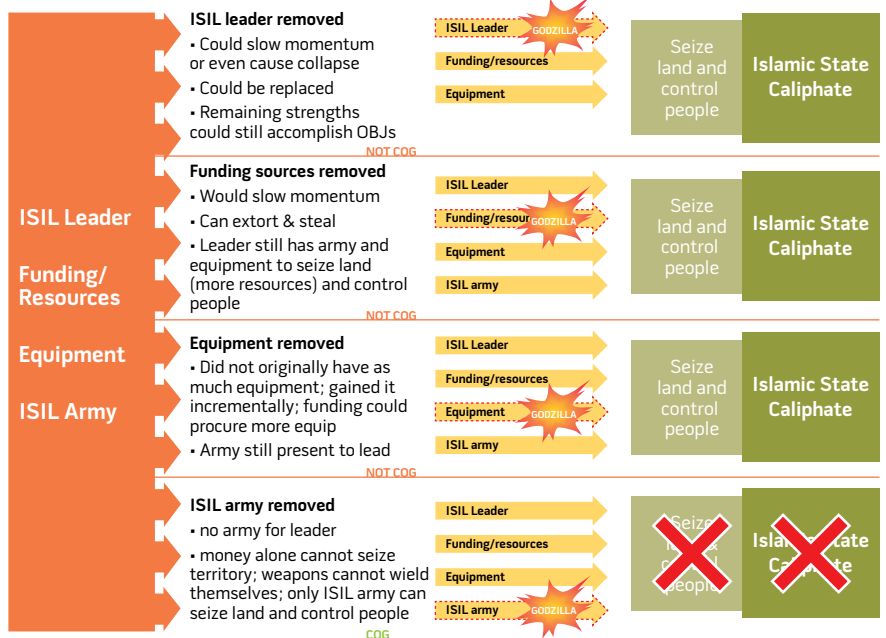 ISIL Leader
Funding/
Resources
Equipment
ISIL Army
ISIL leader removed
▪ Could slow momentum
or even cause collapse
▪ Could be replaced
▪ Remaining strengths
could still accomplish OBJs
ISIL Leader
GODZILLA
Funding/resources
Equipment
Seize
land and
control
people
Islamic State
Caliphate
NOT COG
Funding sources removed
▪ Would slow momentum
▪ Can extort & steal
▪ Leader still has army and
equipment to seize land
(more resources) and control
people
ISIL Leader
Funding/resour
GODZILLA
Equipment
ISIL army
Seize
land and
control
people
Islamic State
Caliphate
NOT COG
Equipment removed
▪ Did not originally have as
much equipment; gained it
incrementally; funding could
procure more equip
▪ Army still present to lead
ISIL Leader
Funding/resources
Equipment
GODZILLA
ISIL army
Seize
land and
control
people
Islamic State
Caliphate
NOT COG
ISIL army removed
▪ no army for leader
▪ money alone cannot seize
territory; weapons cannot wield
themselves; only ISIL army can
seize land and control people
ISIL Leader
Funding/resources
Equipment
ISIL army
GODZILLA
Seize
people
Islamic State
Caliphate
COG